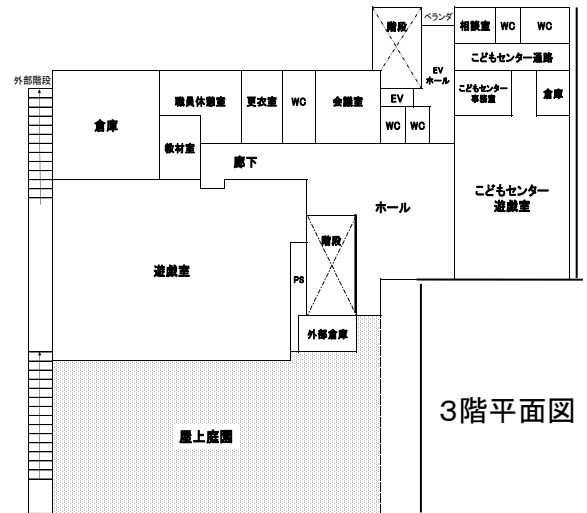 ベランダ
階段
相談室
WC
WC
こどもセンター通路
EV
ホール
外部階段
倉庫
職員休憩室
更衣室
WC
会議室
EV
こどもセンター
事務室
倉庫
WC
WC
教材室
廊下
ホール
こどもセンター
遊戯室
階段
遊戯室
PS
外部倉庫
屋上庭園
3階平面図